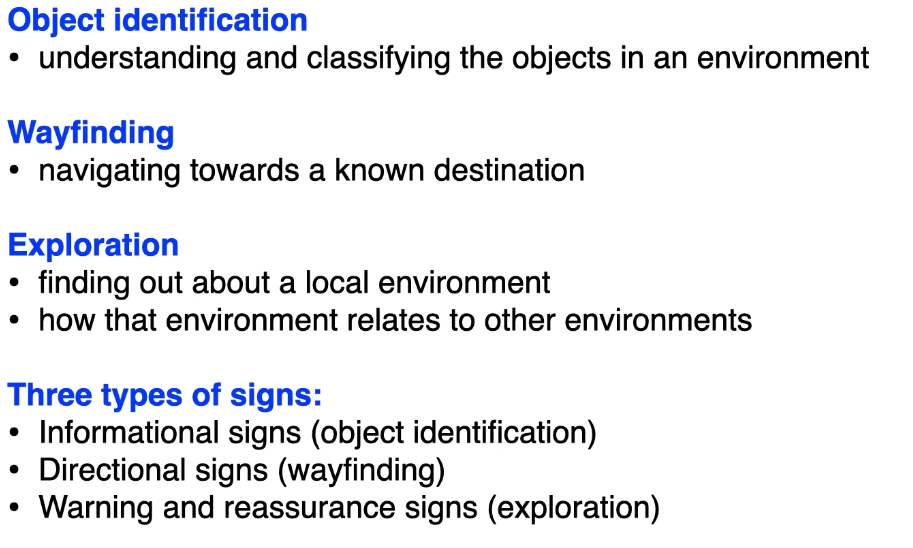 Object identification
• understanding and classifying the objects in an environment
Wayfinding
• navigating towards a known destination
Exploration
• finding out about a local environment
• how that environment relates to other environments
Three types of signs:
• Informational signs (object identification)
• Directional signs (wayfinding)
• Warning and reassurance signs (exploration)